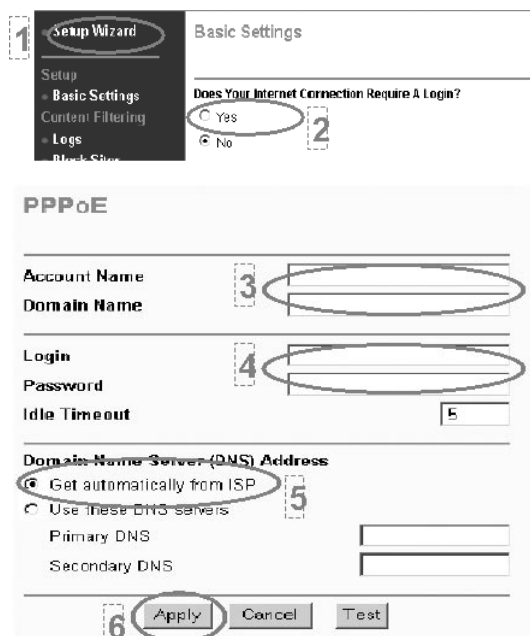 1
Setup Wizard
Basic Settings
Setup
Basic Settings
Content Filtering
Logs
Block Sites
Does Your Internet Connection Require A Login?
Yes
No
2
PPPoE
Account Name
Domain Name
3
Login
Password
4
Idle Timeout
5
Domain Name Server (DNS) Address
Get automatically from ISP
5
Use these DNS servers
Primary DNS
Secondary DNS
6
Apply Cancel Test